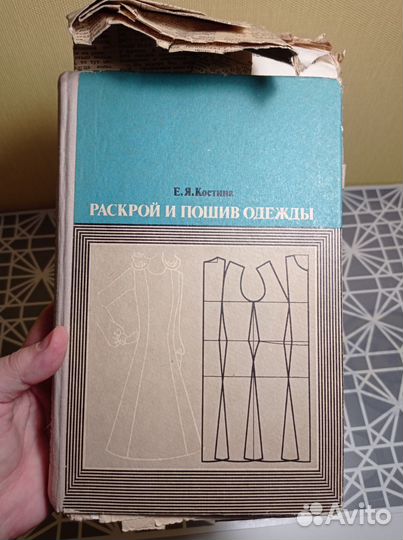 Е. Я. Костина
РАСКРОЙ И ПОШИВ ОДЕЖДЫ
Avito